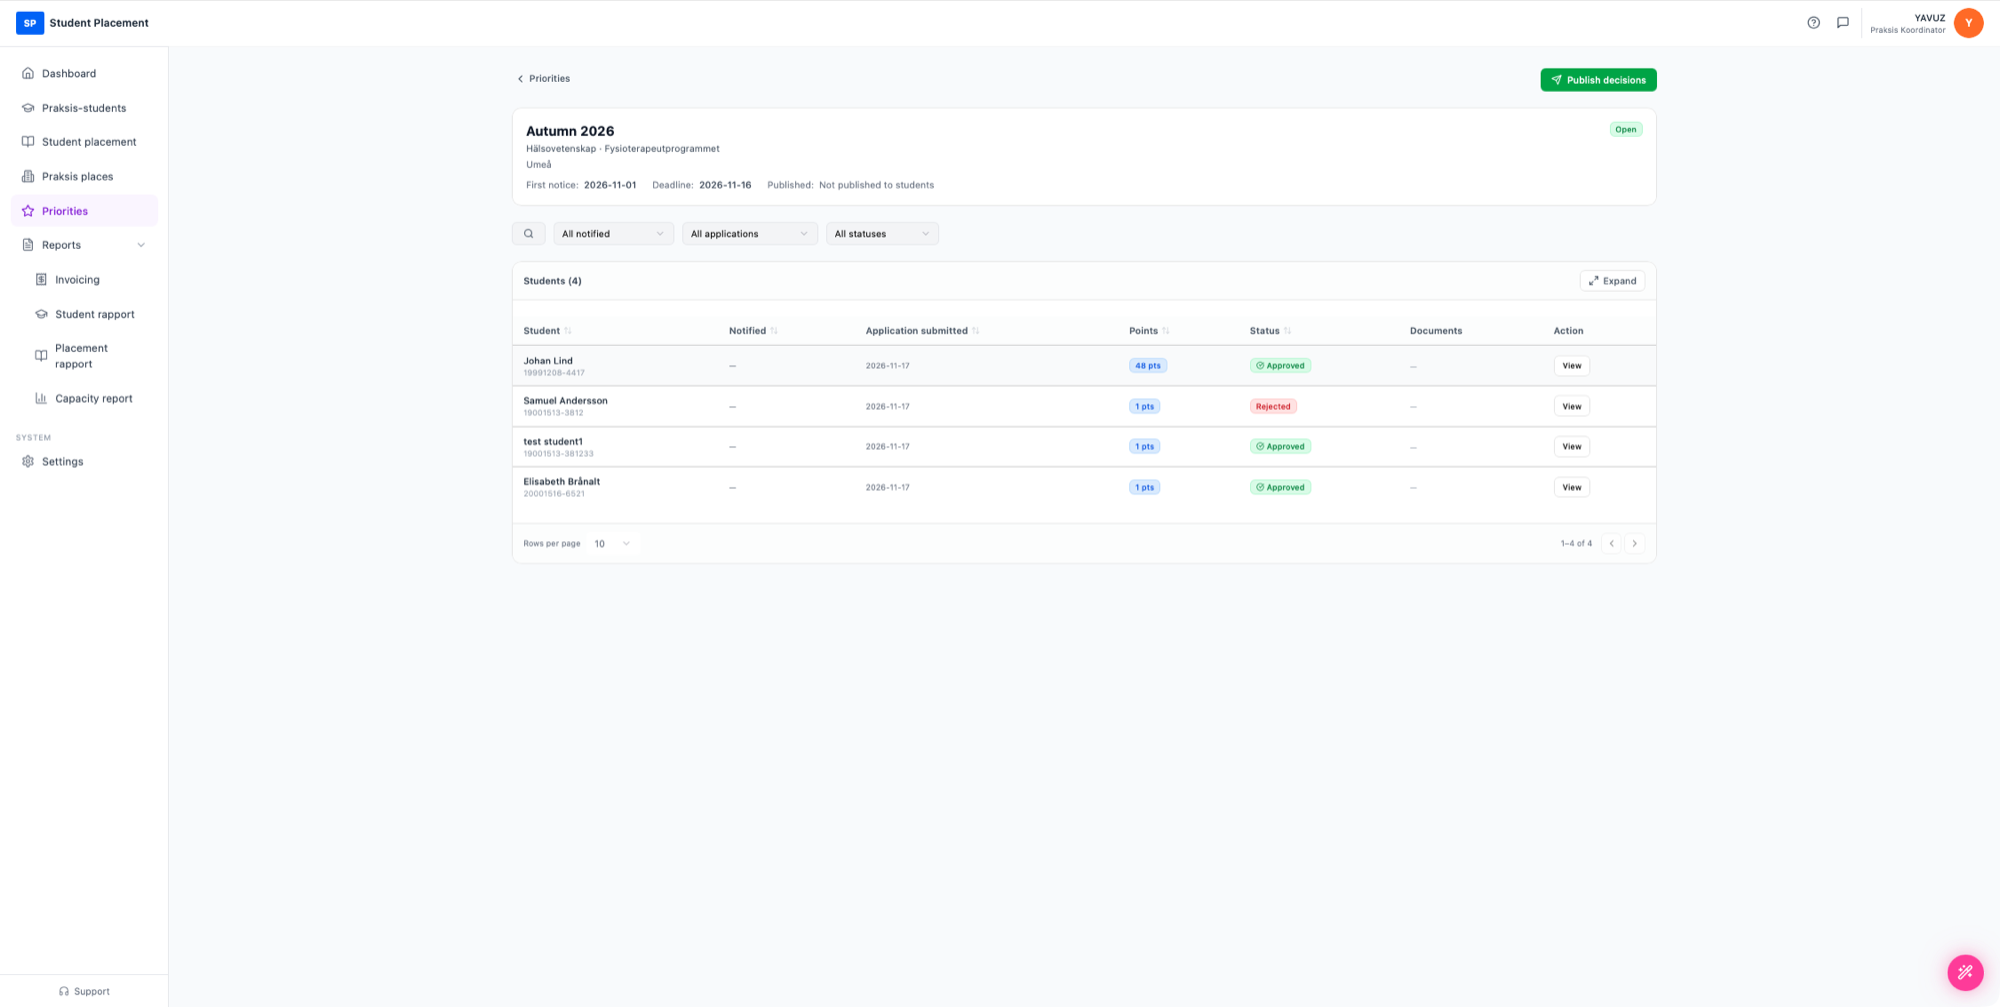 SP Student Placement
YAVUZ
Praksis Koordinator
Y
Dashboard
Praksis-students
Student placement
Praksis places
Priorities
Reports
Invoicing
Student rapport
Placement
rapport
Capacity report
SYSTEM
Settings
Support
Priorities
Publish decisions
Autumn 2026
Open
Hälsovetenskap · Fysioterapeutprogrammet
Umeå
First notice: 2026-11-01 Deadline: 2026-11-16 Published: Not published to students
All notified All applications All statuses
Students (4)
Expand
Student Notified Application submitted Points Status Documents Action
Johan Lind
19991208-4417
— 2026-11-17 48 pts Approved — View
Samuel Andersson
19001513-3812
— 2026-11-17 1 pts Rejected — View
test student1
19001513-381233
— 2026-11-17 1 pts Approved — View
Elisabeth Brånalt
20001516-6521
— 2026-11-17 1 pts Approved — View
Rows per page 10
1–4 of 4